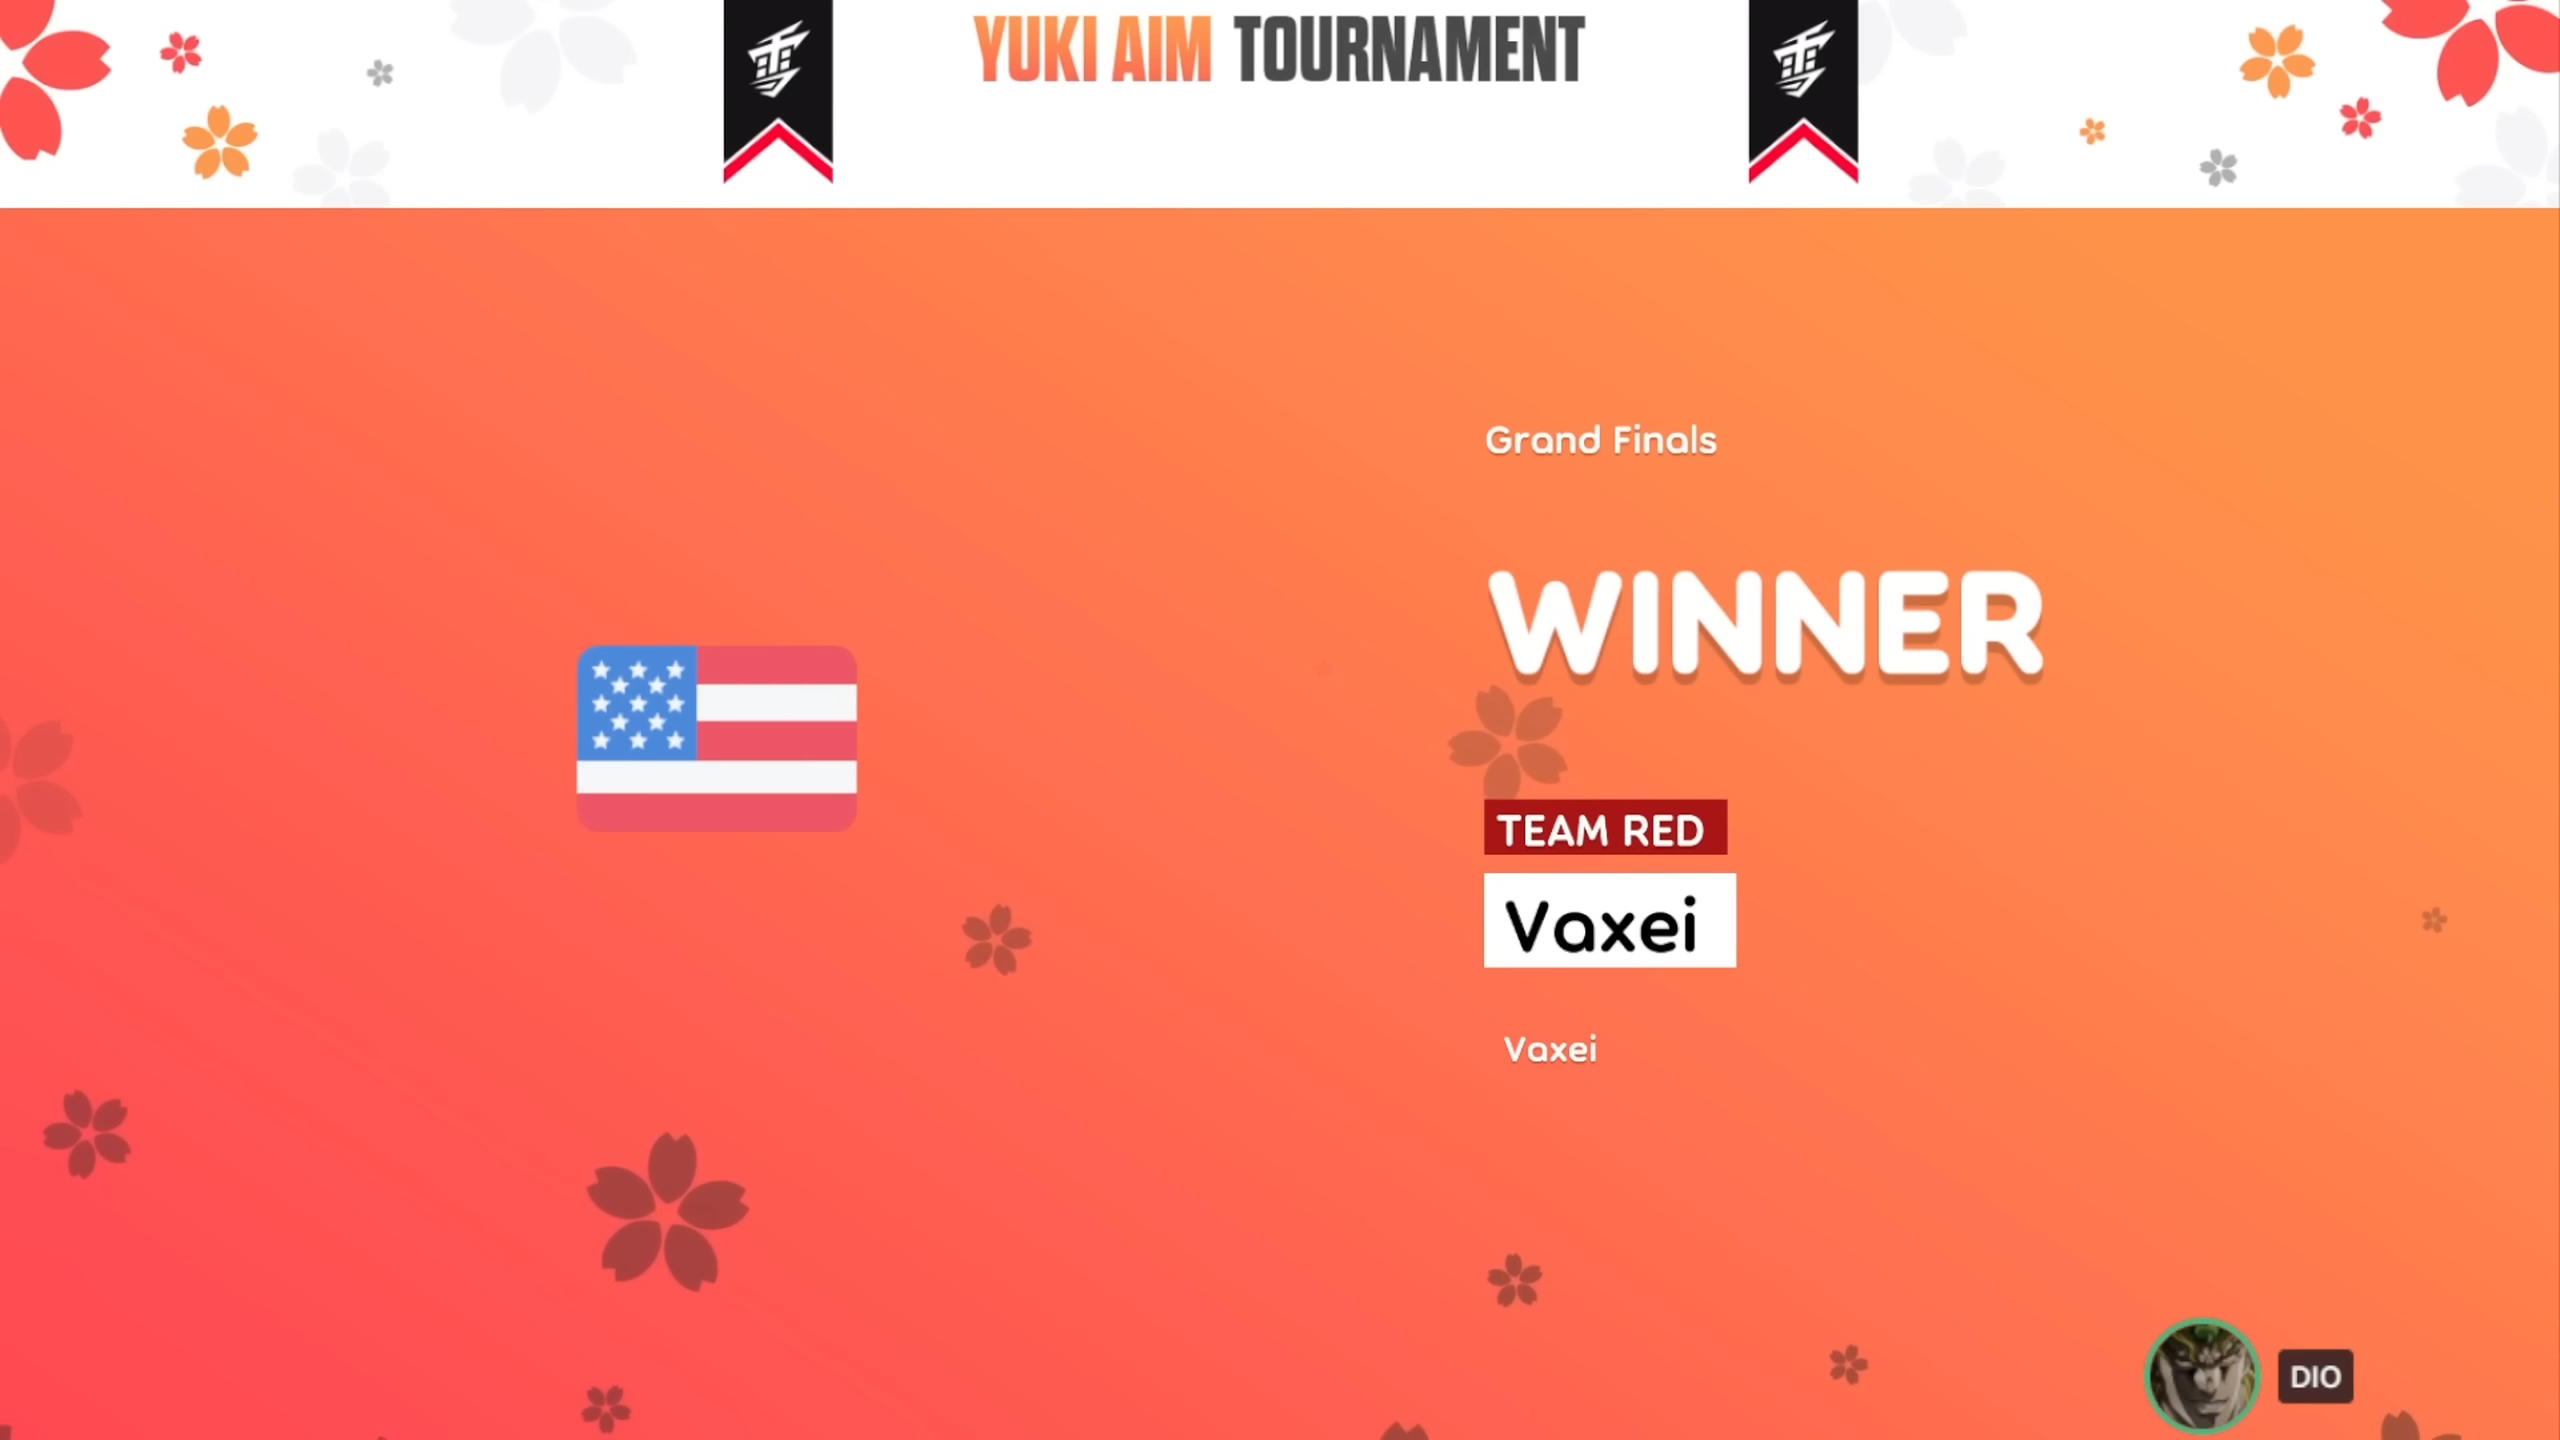 YUKI AIM TOURNAMENT
Grand Finals
WINNER
TEAM RED
Vaxei
Vaxei
DIO